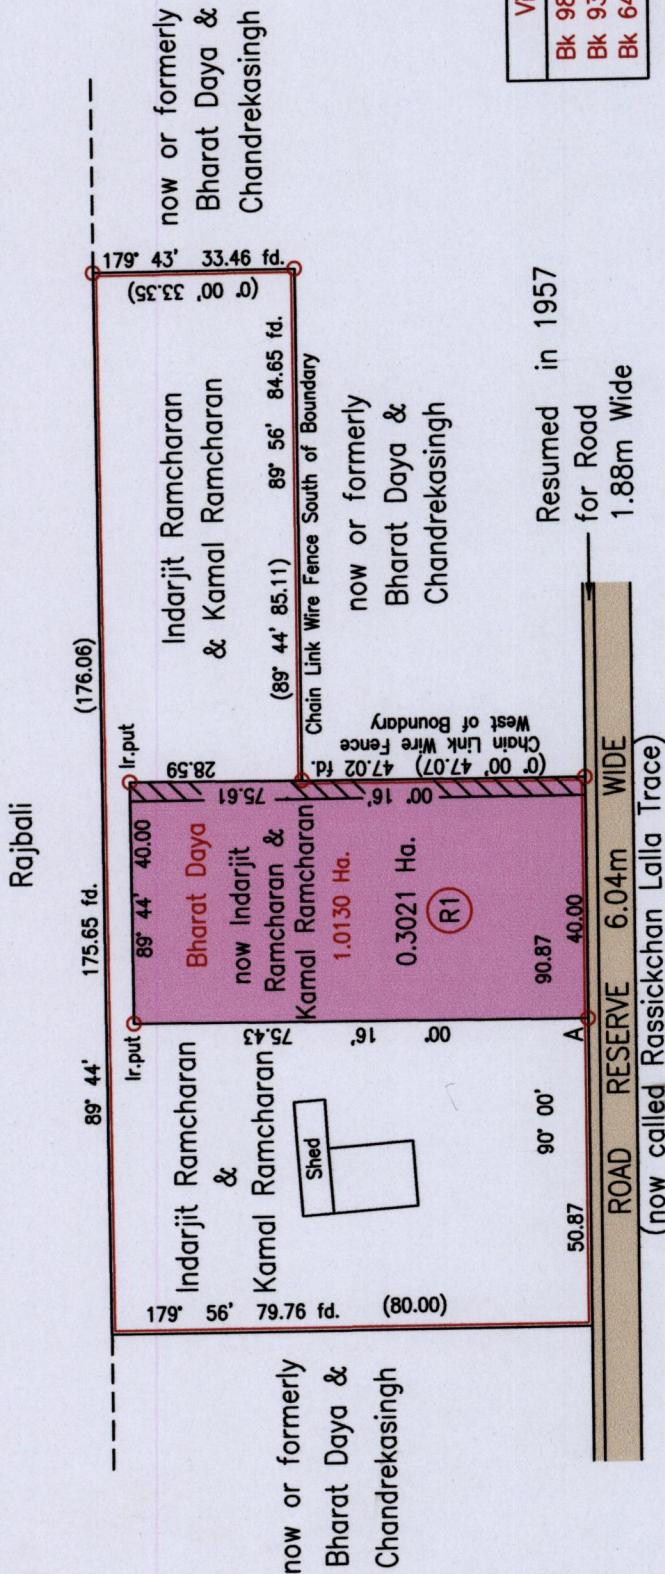 Rajbali
89° 44'   175.65 fd.   (176.06)
now or formerly
Bharat Daya &
Chandrekasingh
179° 56'   79.76 fd.   (80.00)
Indarjit Ramcharan
&
Kamal Ramcharan
Shed
Ir.put
89° 44'   40.00
Ir.put
75.43
16'
00°
Bharat Daya
now Indarjit
Ramcharan &
Kamal Ramcharan
1.0130 Ha.
0.3021 Ha.
R1
75.61
16'
00°
28.59
Indarjit Ramcharan
& Kamal Ramcharan
(89° 44' 85.11)   89° 56'   84.65 fd.
Chain Link Wire Fence South of Boundary
179° 43'   33.46 fd.
(0° 00' 33.35)
now or formerly
Bharat Daya &
Chandrekasingh
now or formerly
Bharat Daya &
Chandrekasingh
(0° 00' 47.07)   47.02 fd.
Chain Link Wire Fence
West of Boundary
50.87
90° 00'
90.87
A
40.00
Resumed in 1957
for Road
1.88m Wide
ROAD RESERVE 6.04m WIDE
(now called Rassickchan Lalla Trace)
Bk 98
Bk 93
Bk 64